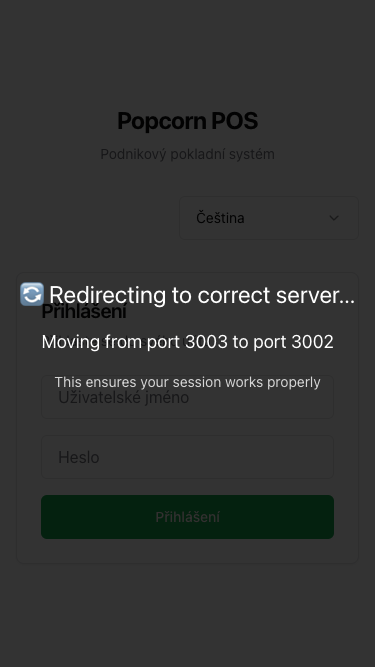 Popcorn POS
Podnikový pokladní systém
Čeština
🔄 Redirecting to correct server...
Přihlášení
Moving from port 3003 to port 3002
This ensures your session works properly
Uživatelské jméno
Heslo
Přihlášení